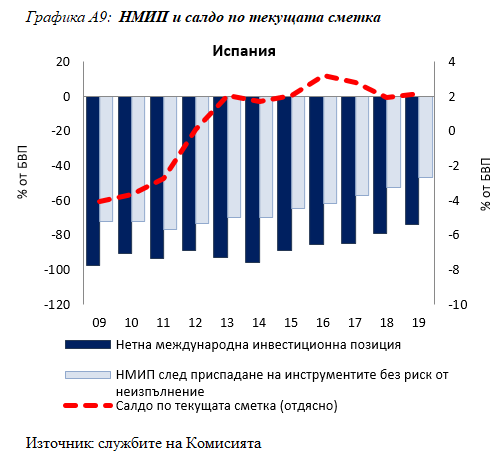 Графика А9: НМИП и салдо по текущата сметка
Испания
20
0
-20
-40
-60
-80
-100
-120
% от БВП
4
2
0
-2
-4
-6
-8
-10
% от БВП
09 10 11 12 13 14 15 16 17 18 19
Нетна международна инвестиционна позиция
НМИП след приспадане на инструментите без риск от
неизпълнение
Салдо по текущата сметка (отдясно)
Източник: службите на Комисията